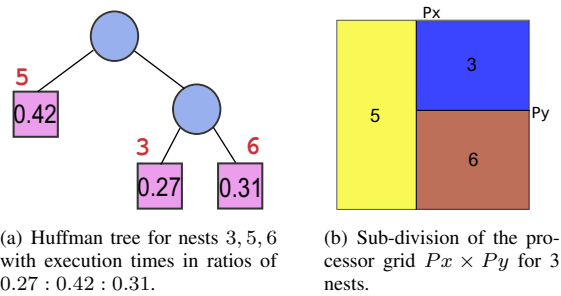 5
0.42
3
6
0.27
0.31
(a) Huffman tree for nests 3, 5, 6
with execution times in ratios of
0.27 : 0.42 : 0.31.
Px
3
Py
5
6
(b) Sub-division of the pro-
cessor grid Px × Py for 3
nests.